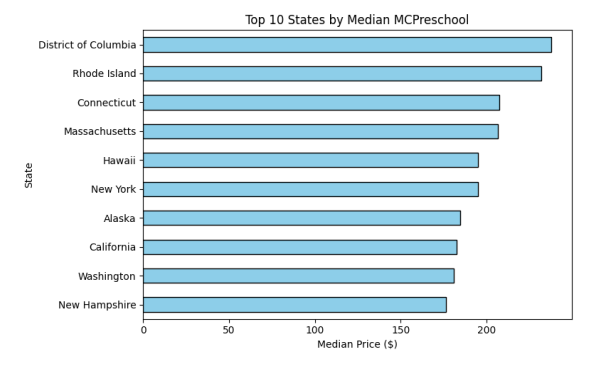 Top 10 States by Median MCPreschool
State
District of Columbia
Rhode Island
Connecticut
Massachusetts
Hawaii
New York
Alaska
California
Washington
New Hampshire
0 50 100 150 200
Median Price ($)